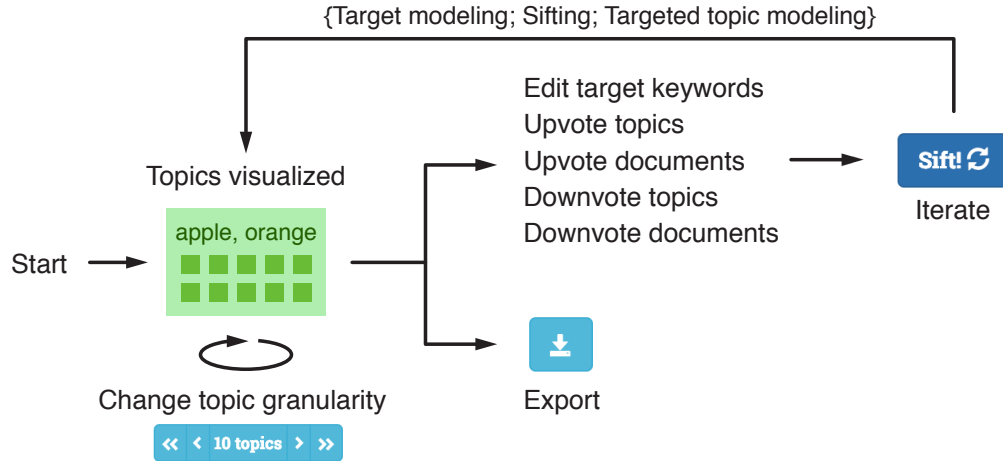 {Target modeling; Sifting; Targeted topic modeling}
Topics visualized
apple, orange
Start
Change topic granularity
10 topics
Edit target keywords
Upvote topics
Upvote documents
Downvote topics
Downvote documents
Export
Sift!
Iterate